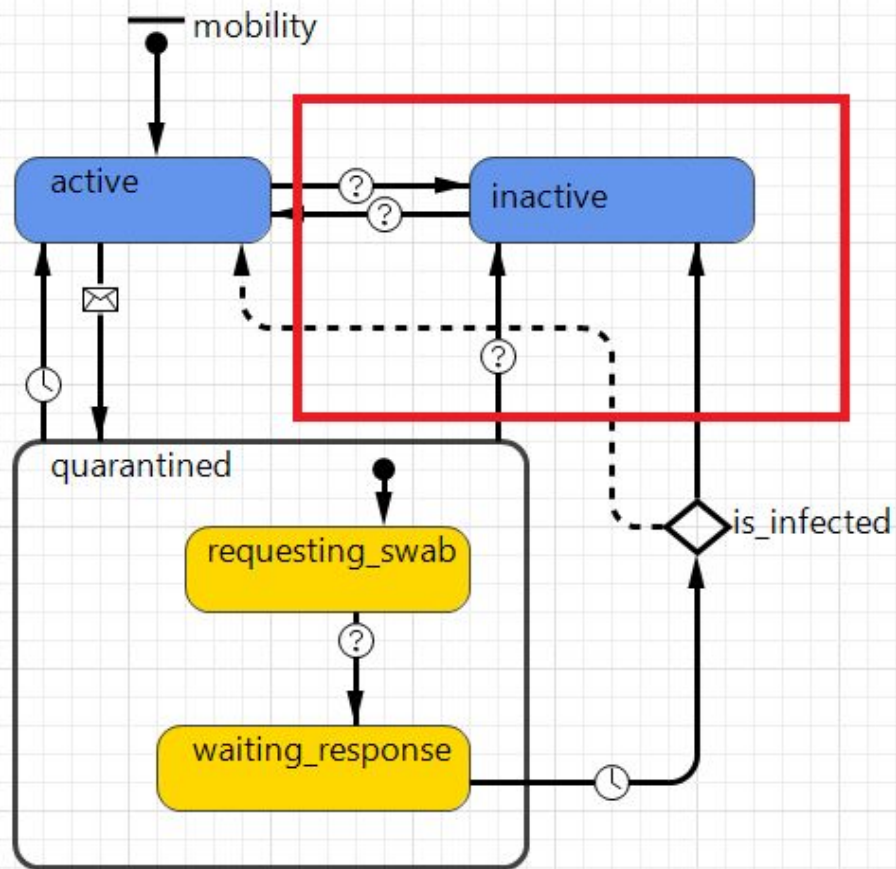 mobility
active
inactive
?
?
?
quarantined
requesting_swab
is_infected
?
waiting_response